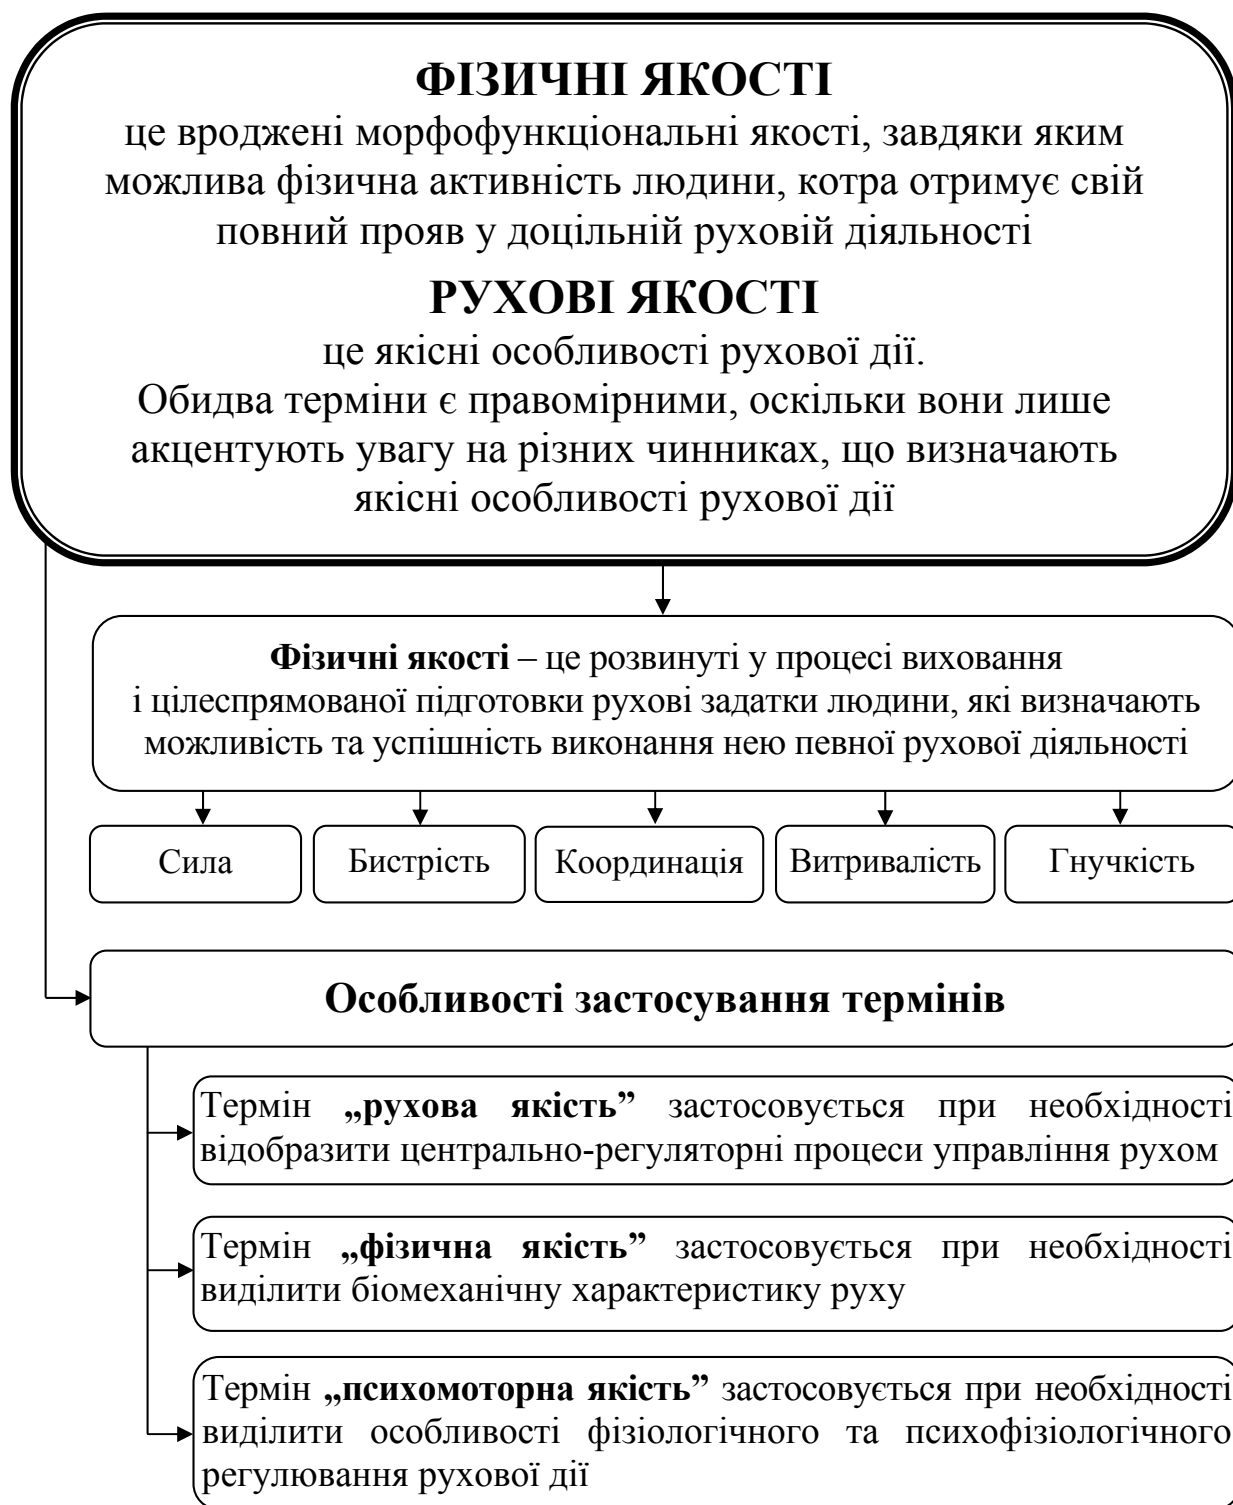 ФІЗИЧНІ ЯКОСТІ
це вроджені морфофункціональні якості, завдяки яким
можлива фізична активність людини, котра отримує свій
повний прояв у доцільній руховій діяльності
РУХОВІ ЯКОСТІ
це якісні особливості рухової дії.
Обидва терміни є правомірними, оскільки вони лише
акцентують увагу на різних чинниках, що визначають
якісні особливості рухової дії
Фізичні якості – це розвинуті у процесі виховання
і цілеспрямованої підготовки рухові задатки людини, які визначають
можливість та успішність виконання нею певної рухової діяльності
Сила
Бистрість
Координація
Витривалість
Гнучкість
Особливості застосування термінів
Термін „рухова якість” застосовується при необхідності
відобразити центрально-регуляторні процеси управління рухом
Термін „фізична якість” застосовується при необхідності
виділити біомеханічну характеристику руху
Термін „психомоторна якість” застосовується при необхідності
виділити особливості фізіологічного та психофізіологічного
регулювання рухової дії